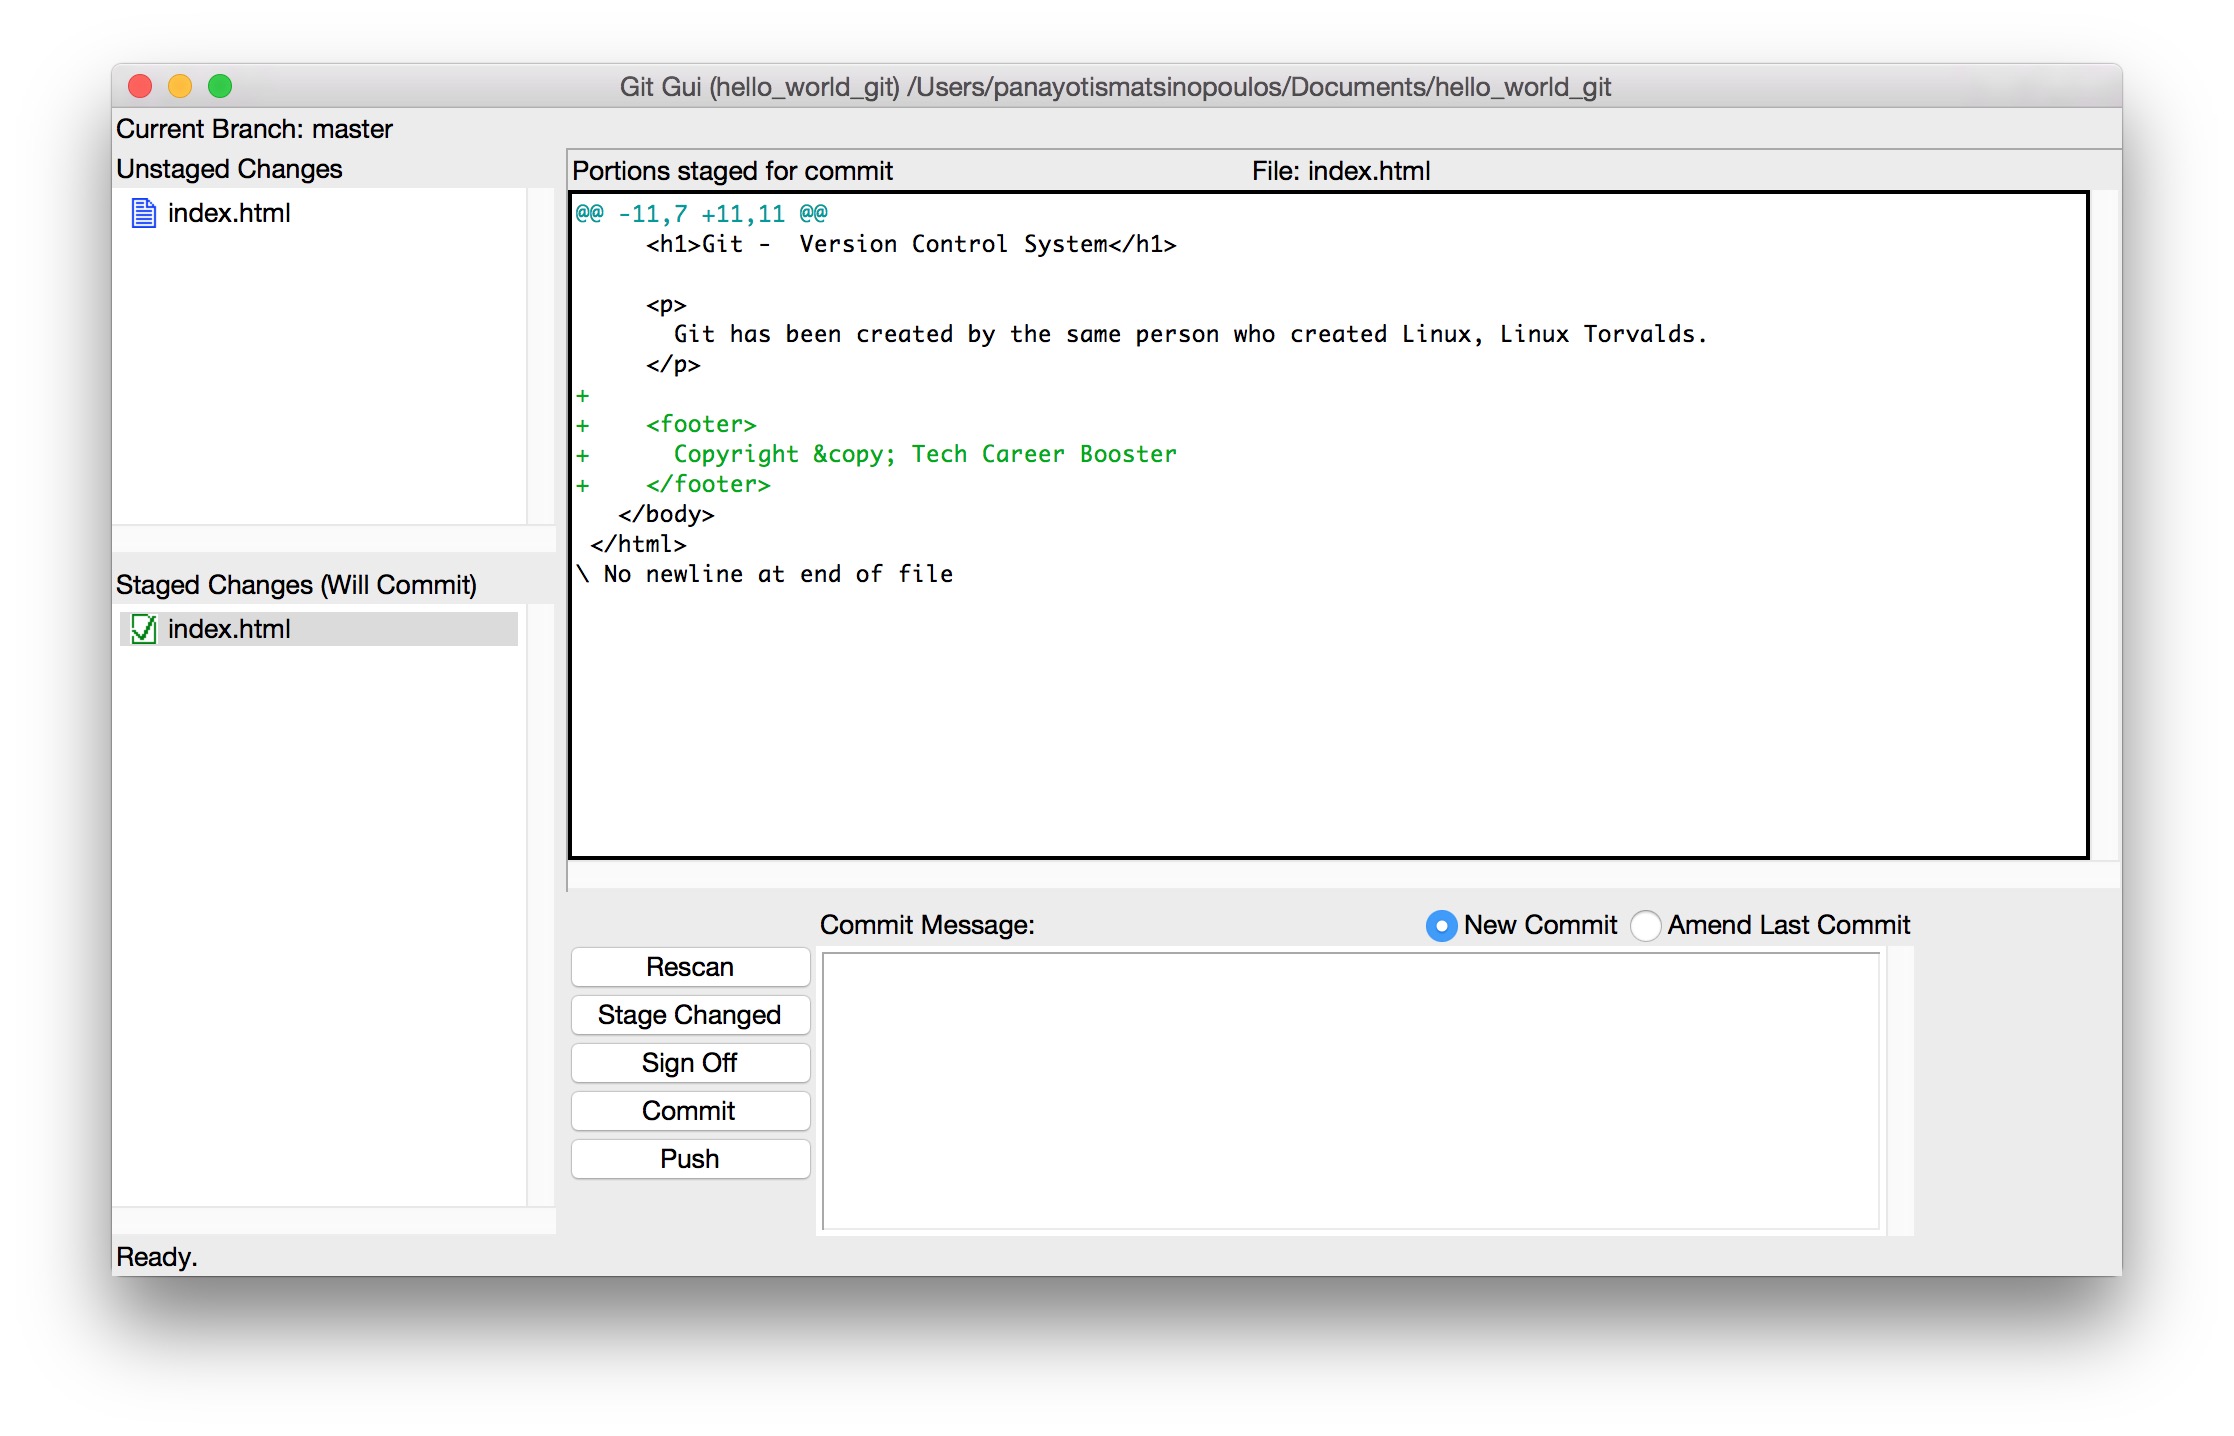 Git Gui (hello_world_git) /Users/panayotismatsinopoulos/Documents/hello_world_git
Current Branch: master
Unstaged Changes
index.html
Staged Changes (Will Commit)
index.html
Portions staged for commit File: index.html
@@ -11,7 +11,11 @@
     <h1>Git -  Version Control System</h1>

     <p>
       Git has been created by the same person who created Linux, Linux Torvalds.
     </p>
+
+    <footer>
+      Copyright &copy; Tech Career Booster
+    </footer>
   </body>
 </html>
\ No newline at end of file
Commit Message: New Commit Amend Last Commit
Rescan
Stage Changed
Sign Off
Commit
Push
Ready.